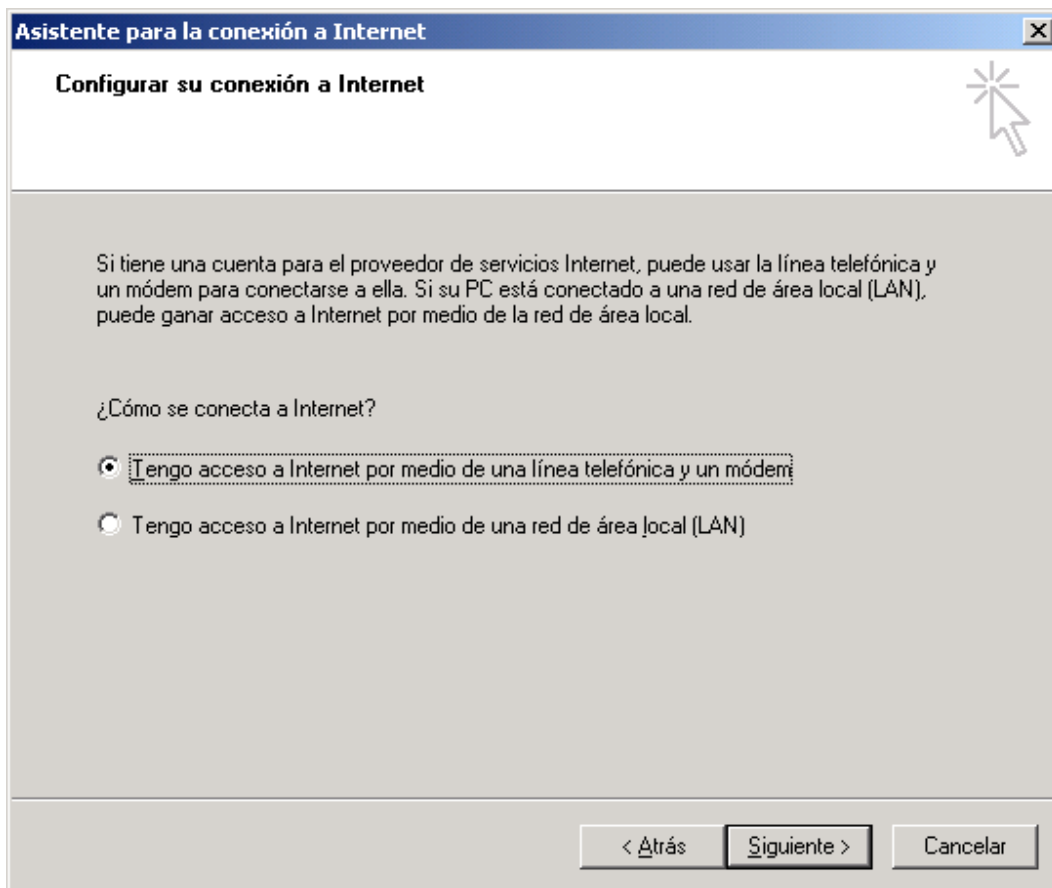 Asistente para la conexión a Internet
Configurar su conexión a Internet
Si tiene una cuenta para el proveedor de servicios Internet, puede usar la línea telefónica y
un módem para conectarse a ella. Si su PC está conectado a una red de área local (LAN),
puede ganar acceso a Internet por medio de la red de área local.
¿Cómo se conecta a Internet?
Tengo acceso a Internet por medio de una línea telefónica y un módem
Tengo acceso a Internet por medio de una red de área local (LAN)
< Atrás
Siguiente >
Cancelar